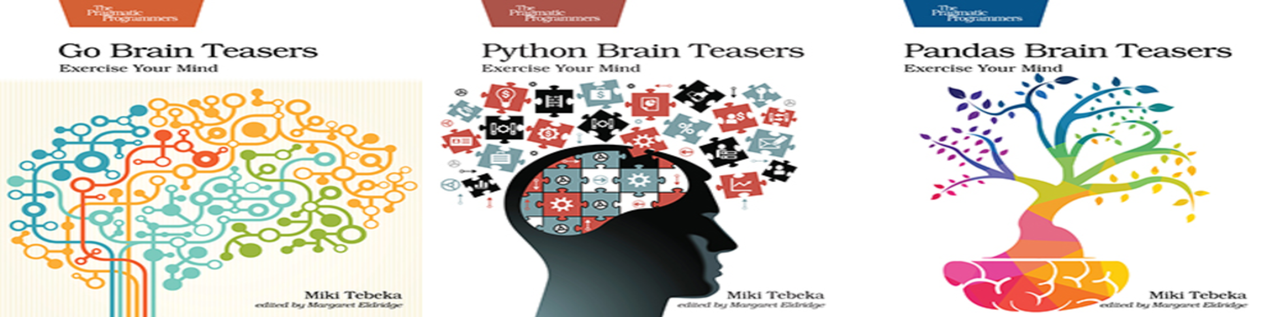 The
Pragmatic
Programmers
Go Brain Teasers
Exercise Your Mind
Miki Tebeka
edited by Margaret Eldridge
The
Pragmatic
Programmers
Python Brain Teasers
Exercise Your Mind
Miki Tebeka
edited by Margaret Eldridge
The
Pragmatic
Programmers
Pandas Brain Teasers
Exercise Your Mind
Miki Tebeka
edited by Margaret Eldridge